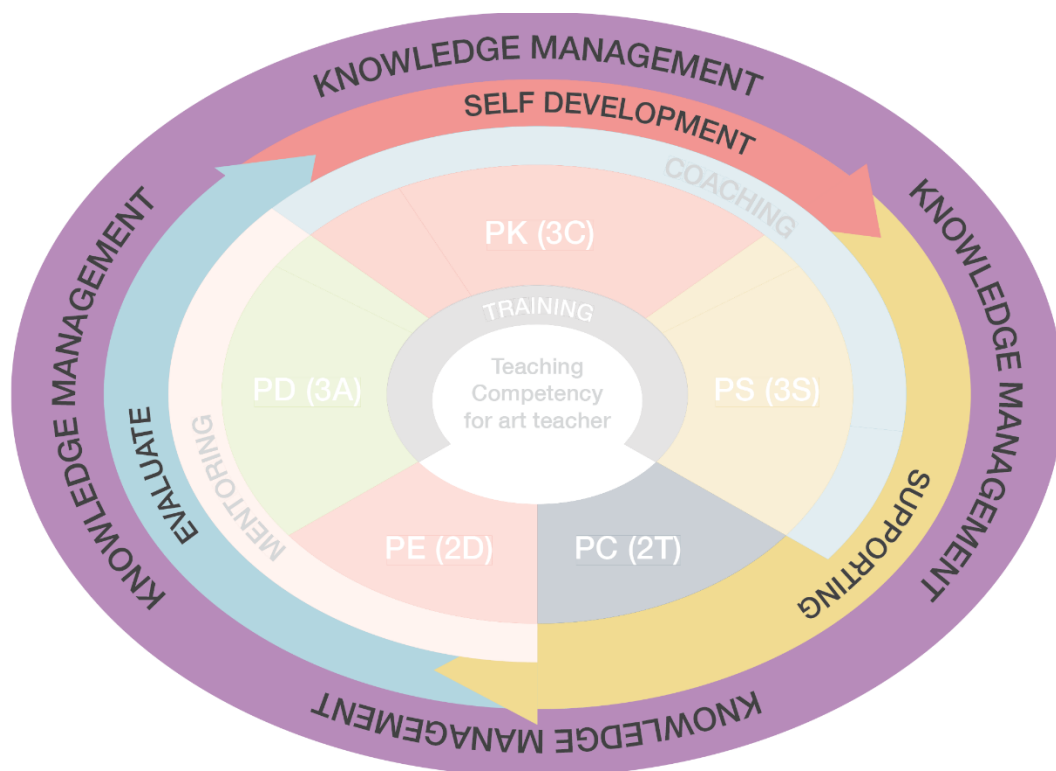 KNOWLEDGE MANAGEMENT
SELF DEVELOPMENT
COACHING
KNOWLEDGE MANAGEMENT
KNOWLEDGE MANAGEMENT
PK (3C)
TRAINING
Teaching
Competency
for art teacher
PD (3A)
PS (3S)
EVALUATE
MENTORING
SUPPORTING
PE (2D)
PC (2T)
KNOWLEDGE MANAGEMENT